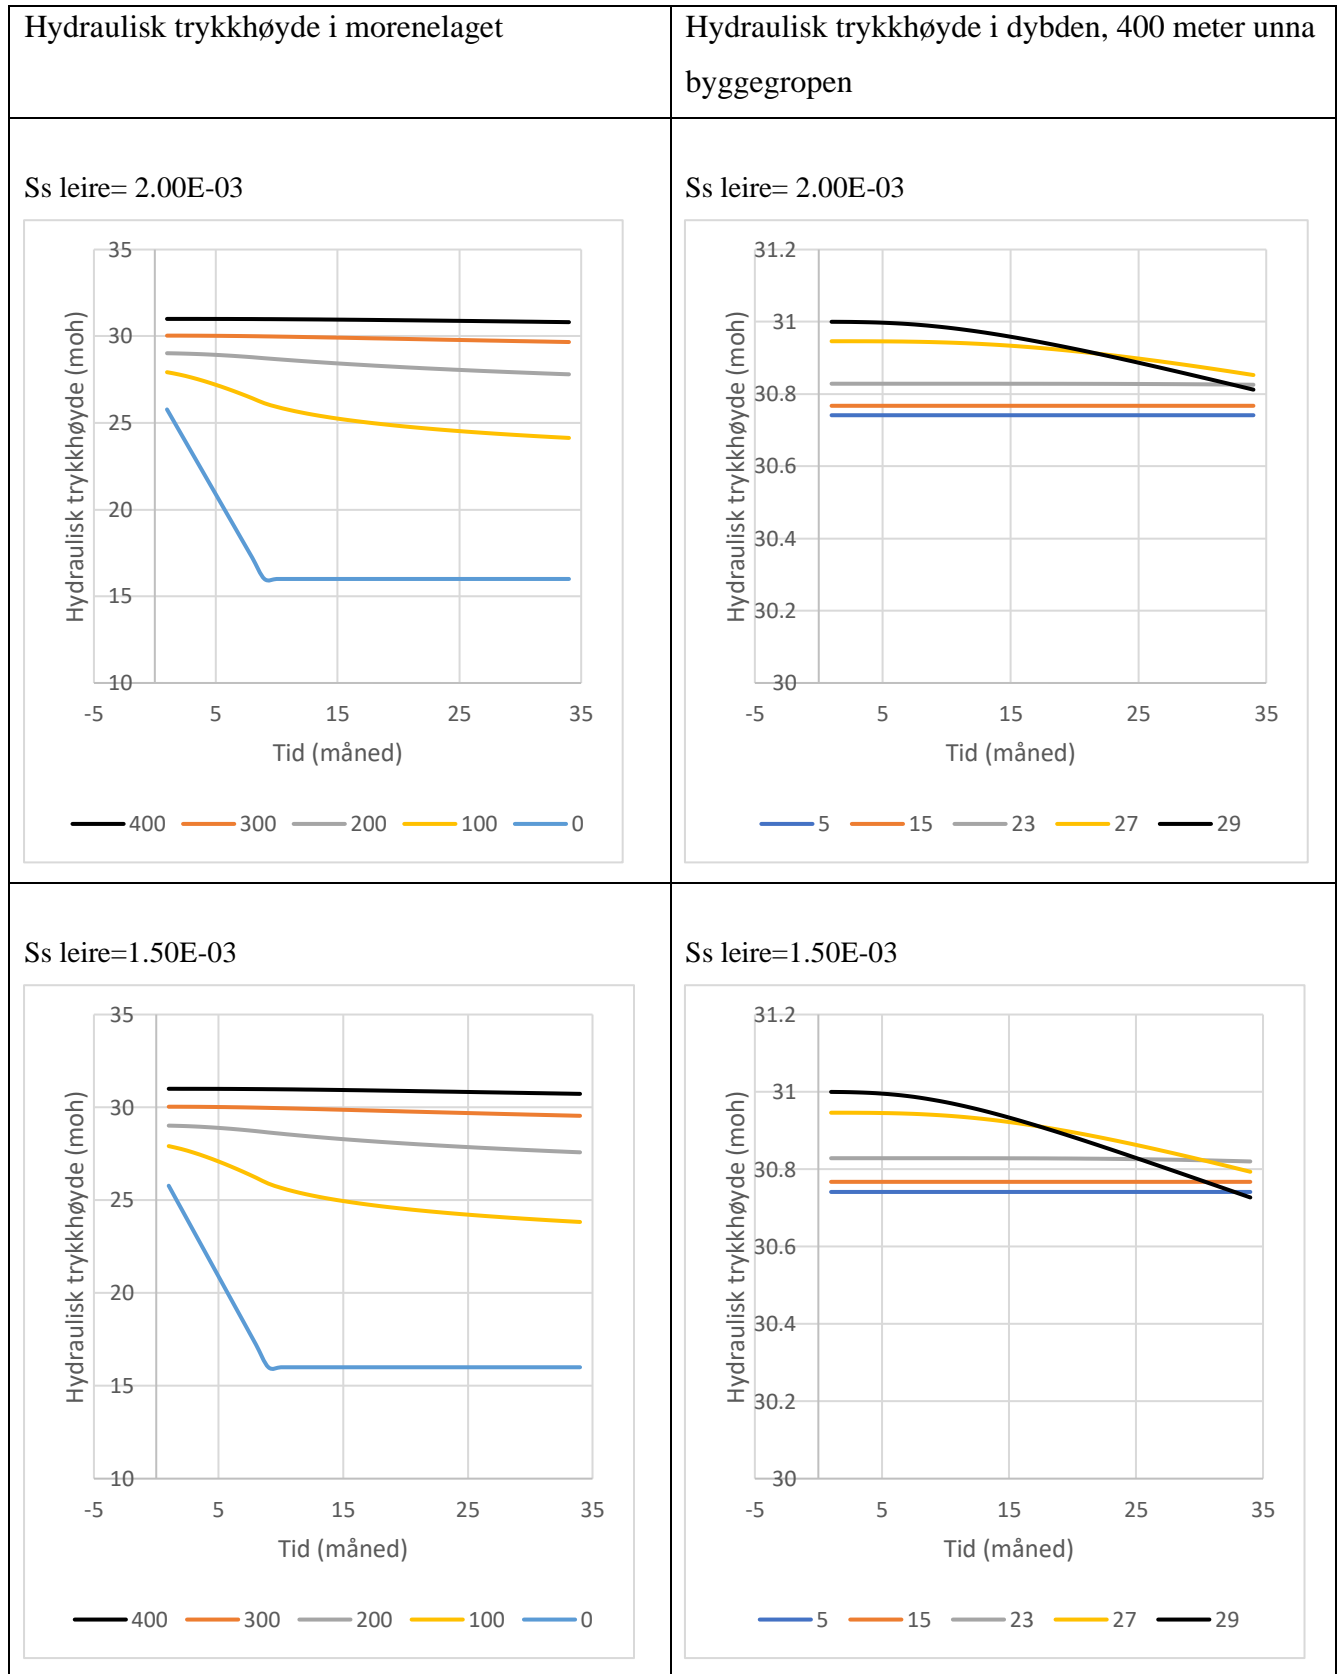 Hydraulisk trykkhøyde i morenelaget
Hydraulisk trykkhøyde i dybden, 400 meter unna
byggegropen
Ss leire= 2.00E-03
Hydraulisk trykkhøyde (moh)
35
30
25
20
15
10
-5 5 15 25 35
Tid (måned)
400 300 200 100 0
Ss leire= 2.00E-03
Hydraulisk trykkhøyde (moh)
31.2
31
30.8
30.6
30.4
30.2
30
-5 5 15 25 35
Tid (måned)
5 15 23 27 29
Ss leire=1.50E-03
Hydraulisk trykkhøyde (moh)
35
30
25
20
15
10
-5 5 15 25 35
Tid (måned)
400 300 200 100 0
Ss leire=1.50E-03
Hydraulisk trykkhøyde (moh)
31.2
31
30.8
30.6
30.4
30.2
30
-5 5 15 25 35
Tid (måned)
5 15 23 27 29